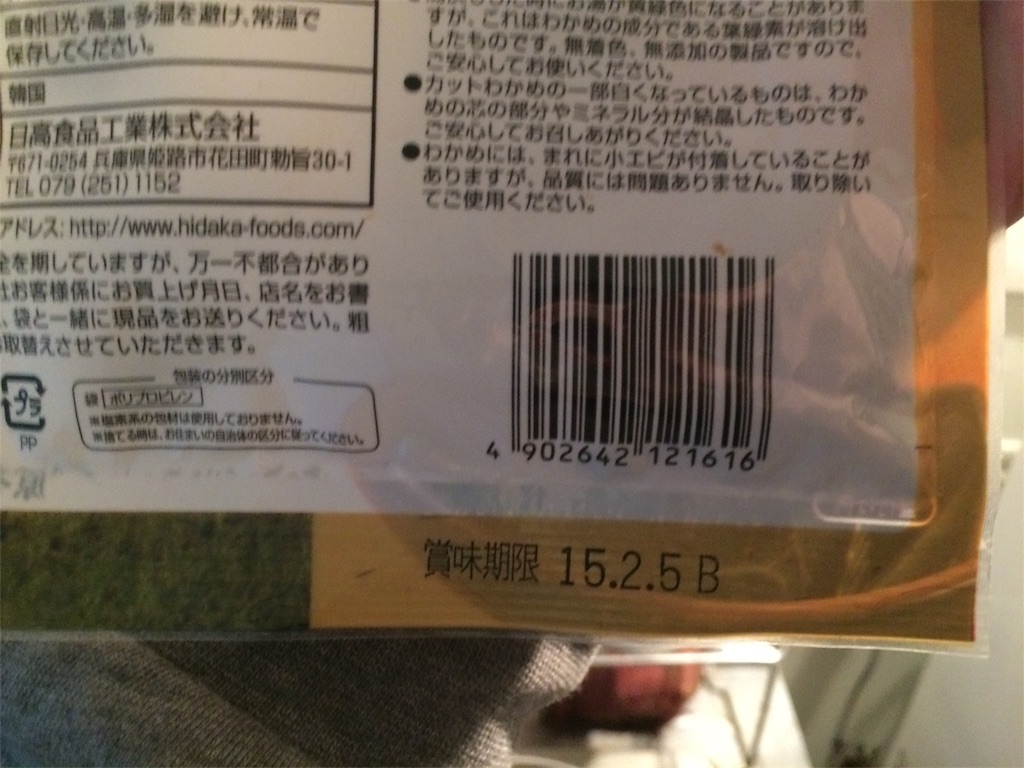 直射日光・高温・多湿を避け、常温で
保存してください。
韓国
日高食品工業株式会社
〒671-0254 兵庫県姫路市花田町勅旨30-1
TEL 079 (251) 1152
アドレス: http://www.hidaka-foods.com/
全を期していますが、万一不都合があり
社お客様係にお買上げ月日、店名をお書
、袋と一緒に現品をお送りください。粗
取替えさせていただきます。
プラ
PP
包装の分別区分
袋 ポリプロピレン
※塩素系の包材は使用しておりません。
※捨てる時は、お住まいの自治体の区分に従ってください。
時にお湯が黄緑色になることがありま
すが、これはわかめの成分である葉緑素が溶け出
したものです。無着色、無添加の製品ですので、
ご安心してお使いください。
●カットわかめの一部白くなっているものは、わか
めの芯の部分やミネラル分が結晶したものです。
ご安心してお召しあがりください。
●わかめには、まれに小エビが付着していることが
ありますが、品質には問題ありません。取り除い
てご使用ください。
4 902642 121616
賞味期限 15.2.5 B